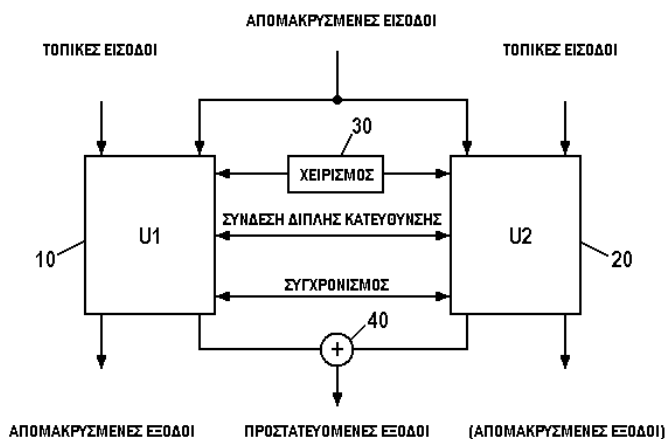 ΑΠΟΜΑΚΡΥΣΜΕΝΕΣ ΕΙΣΟΔΟΙ
ΤΟΠΙΚΕΣ ΕΙΣΟΔΟΙ
ΤΟΠΙΚΕΣ ΕΙΣΟΔΟΙ
30
ΧΕΙΡΙΣΜΟΣ
ΣΥΝΔΕΣΗ ΔΙΠΛΗΣ ΚΑΤΕΥΘΥΝΣΗΣ
U1
U2
10
20
ΣΥΓΧΡΟΝΙΣΜΟΣ
40
+
ΑΠΟΜΑΚΡΥΣΜΕΝΕΣ ΕΞΟΔΟΙ
ΠΡΟΣΤΑΤΕΥΟΜΕΝΕΣ ΕΞΟΔΟΙ
(ΑΠΟΜΑΚΡΥΣΜΕΝΕΣ ΕΞΟΔΟΙ)